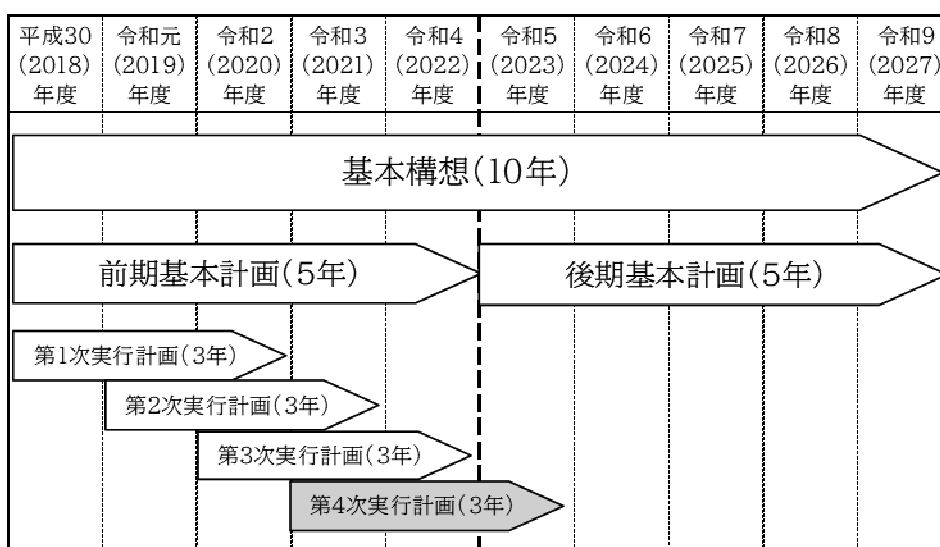 平成30 令和元 令和2 令和3 令和4 令和5 令和6 令和7 令和8 令和9
(2018) (2019) (2020) (2021) (2022) (2023) (2024) (2025) (2026) (2027)
年度 年度 年度 年度 年度 年度 年度 年度 年度 年度
基本構想(10年)
前期基本計画(5年) 後期基本計画(5年)
第1次実行計画(3年)
第2次実行計画(3年)
第3次実行計画(3年)
第4次実行計画(3年)